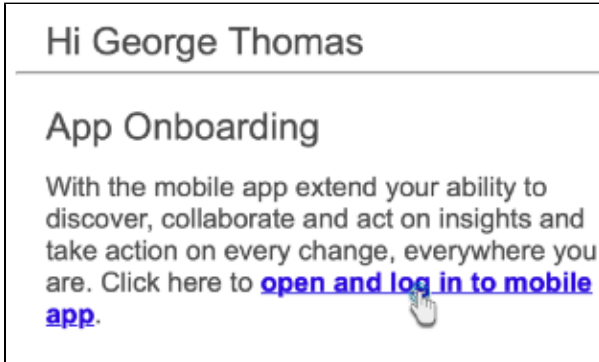 Hi George Thomas
App Onboarding
With the mobile app extend your ability to
discover, collaborate and act on insights and
take action on every change, everywhere you
are. Click here to open and log in to mobile
app.